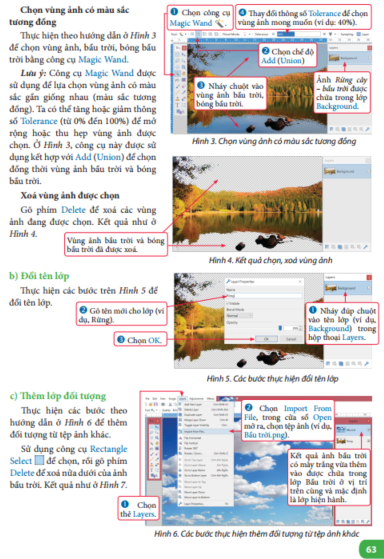 Chọn vùng ảnh có màu sắc
tương đồng
Thực hiện theo hướng dẫn ở Hình 3
để chọn vùng ảnh, bầu trời, bóng bầu
trời bằng công cụ Magic Wand.
Lưu ý: Công cụ Magic Wand được
sử dụng để lựa chọn vùng ảnh có màu
sắc gần giống nhau (màu sắc tương
đồng). Ta có thể tăng hoặc giảm thông
số Tolerance (từ 0% đến 100%) để mở
rộng hoặc thu hẹp vùng ảnh được
chọn. Ở Hình 3, công cụ này được sử
dụng kết hợp với Add (Union) để chọn
đồng thời vùng ảnh bầu trời và bóng
bầu trời.
Xoá vùng ảnh được chọn
Gõ phím Delete để xoá các vùng
ảnh đang được chọn. Kết quả như ở
Hình 4.
1 Chọn công cụ
Magic Wand
4 Thay đổi thông số Tolerance để chọn
vùng ảnh mong muốn (ví dụ: 40%).
2 Chọn chế độ
Add (Union)
3 Nháy chuột vào
vùng ảnh bầu trời,
bóng bầu trời.
Ảnh Rừng cây
– bầu trời được
chứa trong lớp
Background.
Hình 3. Chọn vùng ảnh có màu sắc tương đồng
Vùng ảnh bầu trời và bóng
bầu trời đã được xoá.
Hình 4. Kết quả chọn, xoá vùng ảnh
b) Đổi tên lớp
Thực hiện các bước trên Hình 5 để
đổi tên lớp.
2 Gõ tên mới cho lớp (ví
dụ, Rừng).
3 Chọn OK.
Layer Properties
1 Nháy đúp chuột
vào tên lớp (ví dụ,
Background) trong
hộp thoại Layers.
Hình 5. Các bước thực hiện đổi tên lớp
c) Thêm lớp đối tượng
Thực hiện các bước theo
hướng dẫn ở Hình 6 để thêm
đối tượng từ tệp ảnh khác.
Sử dụng công cụ Rectangle
Select để chọn, rồi gõ phím
Delete để xoá nửa dưới của ảnh
bầu trời. Kết quả như ở Hình 7.
1 Chọn
thẻ Layers.
2 Chọn Import From
File, trong cửa sổ Open
mở ra, chọn tệp ảnh (ví dụ,
Bầu trời.png).
Kết quả ảnh bầu trời
có mây trắng vừa thêm
vào được chứa trong
lớp Bầu trời ở vị trí
trên cùng và mặc định
là lớp hiện hành.
Hình 6. Các bước thực hiện thêm đối tượng từ tệp ảnh khác
63